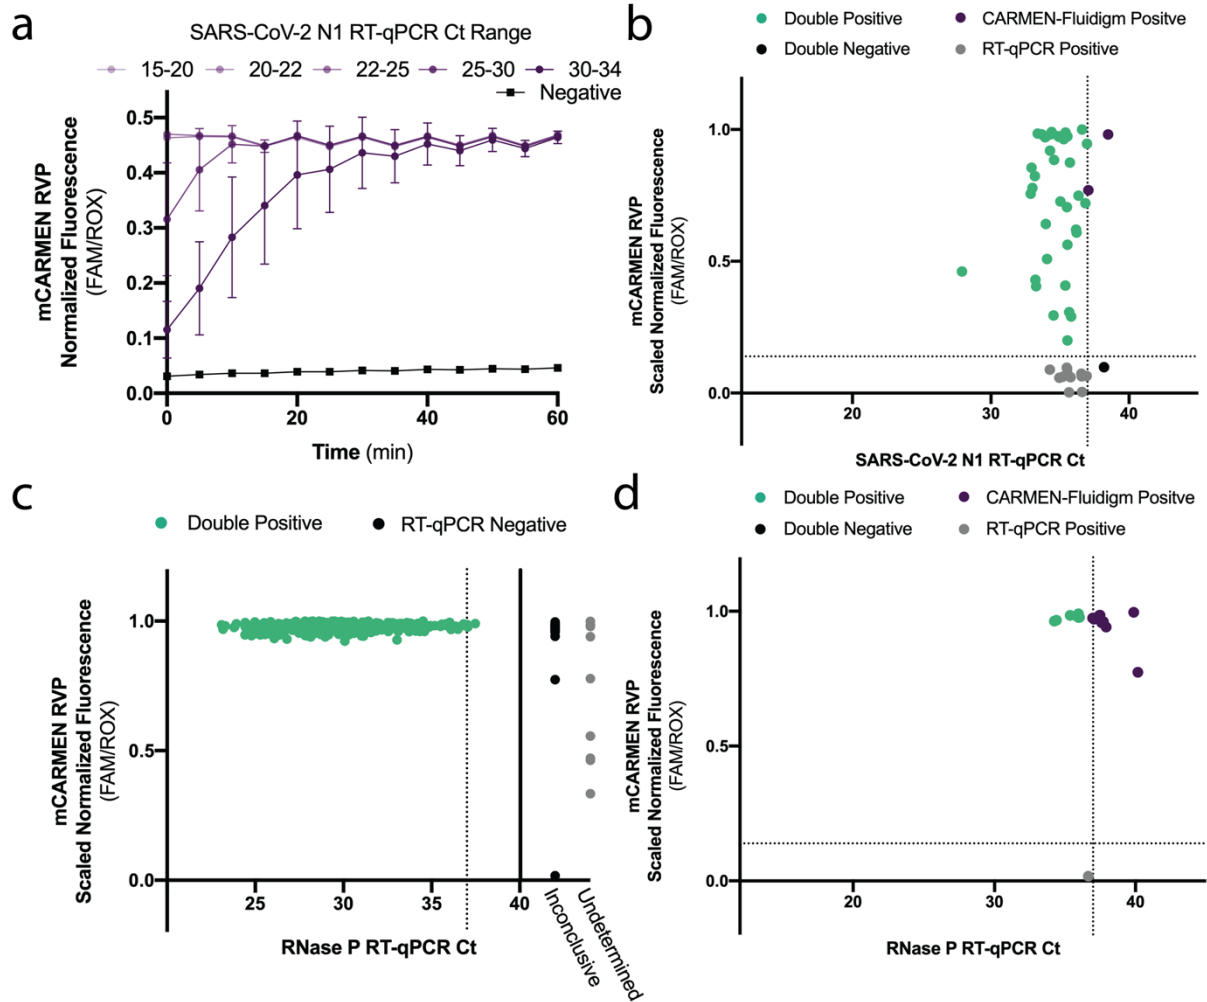 a
SARS-CoV-2 N1 RT-qPCR Ct Range
15-20 20-22 22-25 25-30 30-34
Negative
mCARMEN RVP
Normalized Fluorescence
(FAM/ROX)
0.5
0.4
0.3
0.2
0.1
0.0
0 20 40 60
Time (min)
b
Double Positive CARMEN-Fluidigm Positve
Double Negative RT-qPCR Positive
mCARMEN RVP
Scaled Normalized Fluorescence
(FAM/ROX)
1.0
0.5
0.0
20 30 40
SARS-CoV-2 N1 RT-qPCR Ct
c
Double Positive RT-qPCR Negative
mCARMEN RVP
Scaled Normalized Fluorescence
(FAM/ROX)
1.0
0.5
0.0
25 30 35 40
Inconclusive
Undetermined
RNase P RT-qPCR Ct
d
Double Positive CARMEN-Fluidigm Positve
Double Negative RT-qPCR Positive
mCARMEN RVP
Scaled Normalized Fluorescence
(FAM/ROX)
1.0
0.5
0.0
20 30 40
RNase P RT-qPCR Ct